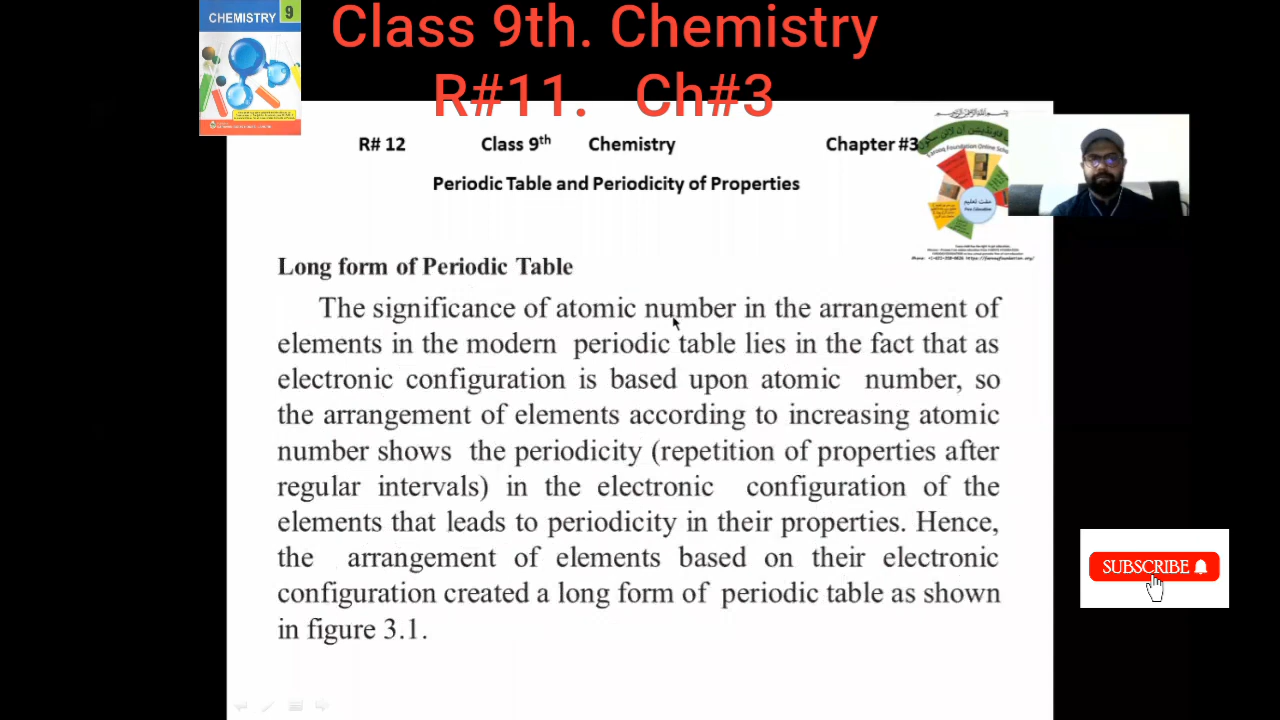 CHEMISTRY 9
Class 9th. Chemistry
R#11. Ch#3
R# 12 Class 9th Chemistry Chapter #3
Periodic Table and Periodicity of Properties
مفت تعلیم
Free Education
Long form of Periodic Table
The significance of atomic number in the arrangement of
elements in the modern periodic table lies in the fact that as
electronic configuration is based upon atomic number, so
the arrangement of elements according to increasing atomic
number shows the periodicity (repetition of properties after
regular intervals) in the electronic configuration of the
elements that leads to periodicity in their properties. Hence,
the arrangement of elements based on their electronic
configuration created a long form of periodic table as shown
in figure 3.1.
SUBSCRIBE